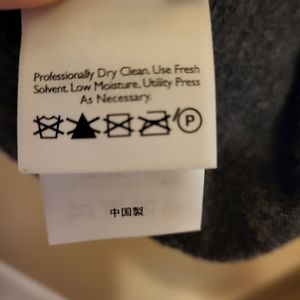 Professionally Dry Clean. Use Fresh
Solvent. Low Moisture, Utility Press
As Necessary.
P
中国製